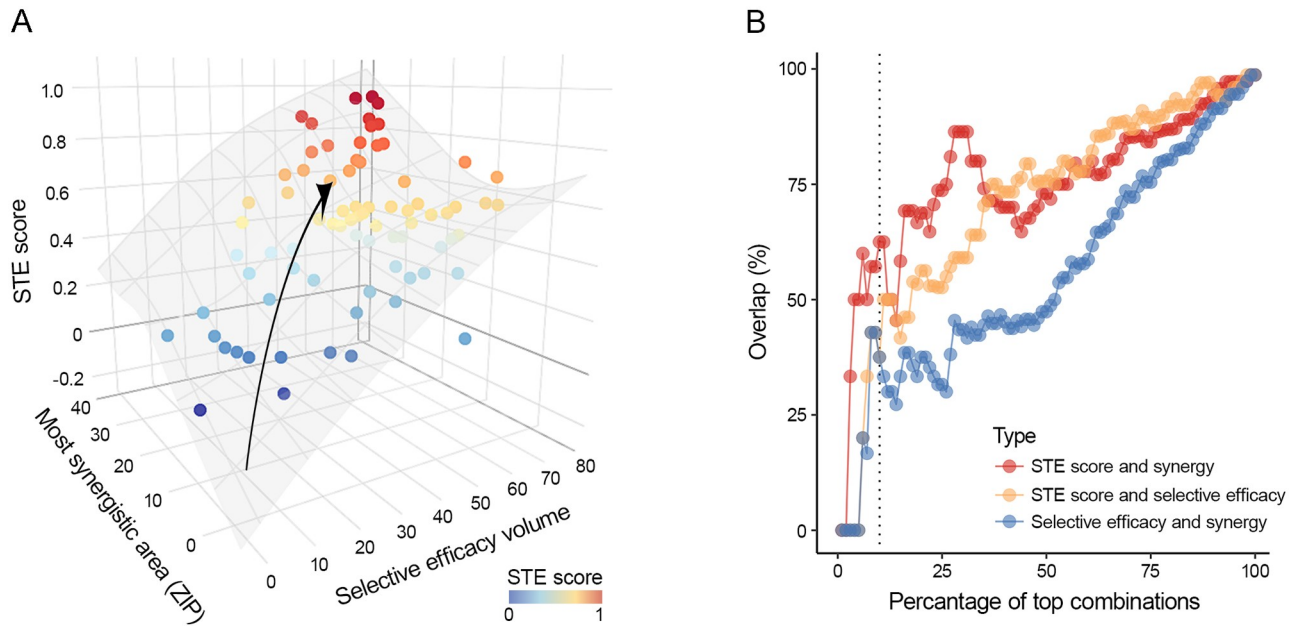 A
1.0
0.8
0.6
0.4
0.2
0
-0.2
STE score
40
30
20
10
0
Most synergistic area (ZIP)
0
10
20
30
40
50
60
70
80
Selective efficacy volume
STE score
0 1
B
100
75
50
25
0
Overlap (%)
Type
STE score and synergy
STE score and selective efficacy
Selective efficacy and synergy
0 25 50 75 100
Percantage of top combinations